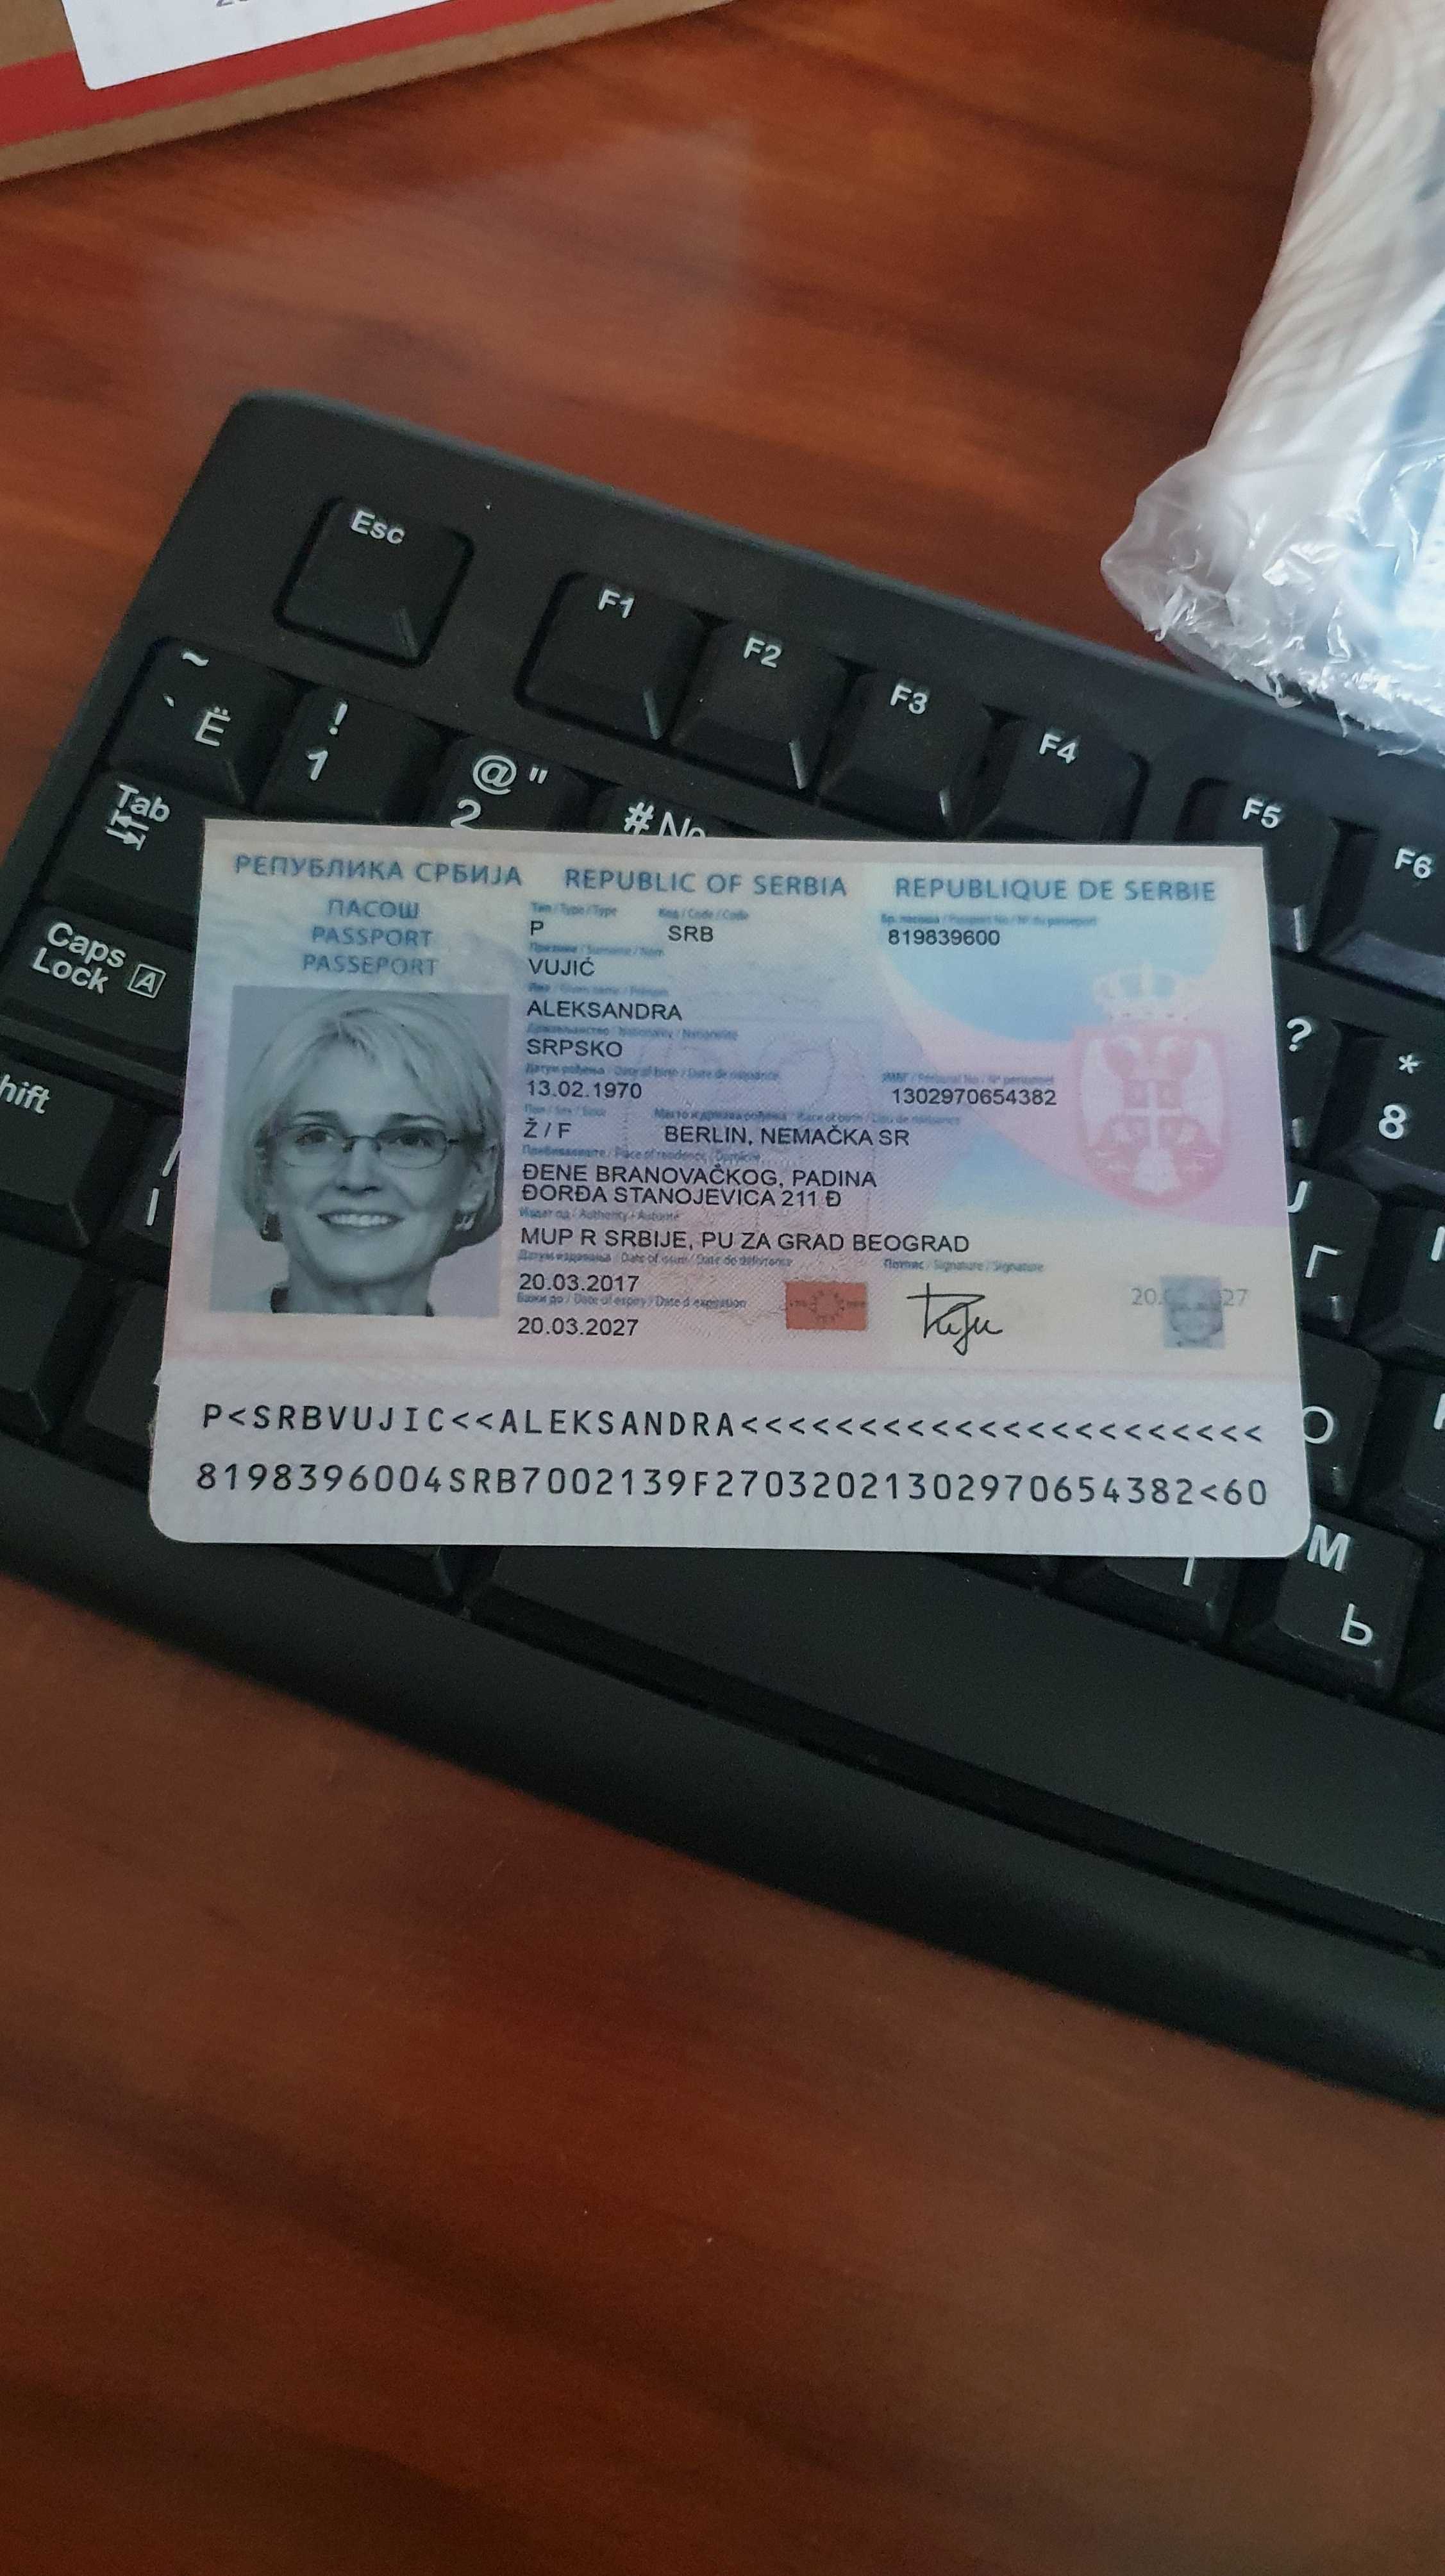 Esc
F1
F2
F3
F4
F5
F6
~
` Ё
!
1
@ "
2
# №
Tab
Caps
Lock A
hift
?
*
8
M
Ь
РЕПУБЛИКА СРБИЈА REPUBLIC OF SERBIA REPUBLIQUE DE SERBIE
ПАСОШ
PASSPORT
PASSEPORT
Тип / Type / Type Код / Code / Code Бр. пасоша / Passport No / Nº du passeport
P SRB 819839600
Презиме / Surname / Nom
VUJIĆ
Име / Given name / Prénom
ALEKSANDRA
Држављанство / Nationality / Nationalité
SRPSKO
Датум рођења / Date of birth / Date de naissance ЈМБГ / Personal No / Nº personnel
13.02.1970 1302970654382
Пол / Sex / Sexe Место и држава рођења / Place of birth / Lieu de naissance
Ž / F BERLIN, NEMAČKA SR
Пребивалиште / Place of residence / Domicile
ĐENE BRANOVAČKOG, PADINA
ĐORĐA STANOJEVICA 211 Đ
Издат од / Authority / Autorité
MUP R SRBIJE, PU ZA GRAD BEOGRAD
Датум издавања / Date of issue / Date de délivrance Потпис / Signature / Signature
20.03.2017
Важи до / Date of expiry / Date d expiration
20.03.2027
P<SRBVUJIC<<ALEKSANDRA<<<<<<<<<<<<<<<<<<<<<<
8198396004SRB7002139F27032021302970654382<60